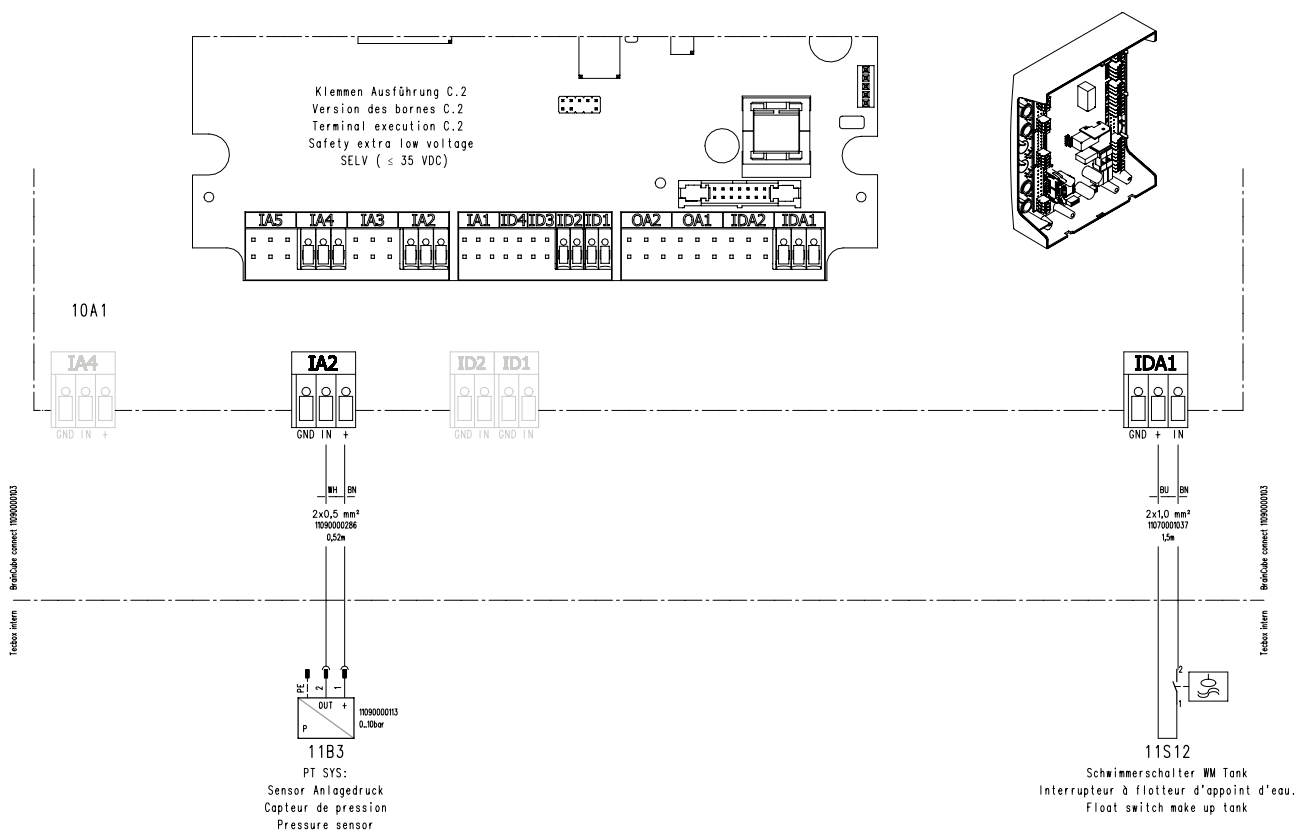 Klemmen Ausführung C.2
Version des bornes C.2
Terminal execution C.2
Safety extra low voltage
SELV ( ≤ 35 VDC)
IA5 IA4 IA3 IA2 IA1 ID4 ID3 ID2 ID1 OA2 OA1 IDA2 IDA1
10A1
IA4 IA2 ID2 ID1 IDA1
GND IN + GND IN + GND IN GND IN GND + IN
WH BN BU BN
2x0,5 mm²
11090000286
0,52m
2x1,0 mm²
11070001037
1,5m
BrainCube connect 11090000103
Tecbox intern
BrainCube connect 11090000103
Tecbox intern
PE 2 1
OUT +
P
11090000113
0...10bar
11B3
PT SYS:
Sensor Anlagedruck
Capteur de pression
Pressure sensor
2
1
11S12
Schwimmerschalter WM Tank
Interrupteur à flotteur d'appoint d'eau.
Float switch make up tank